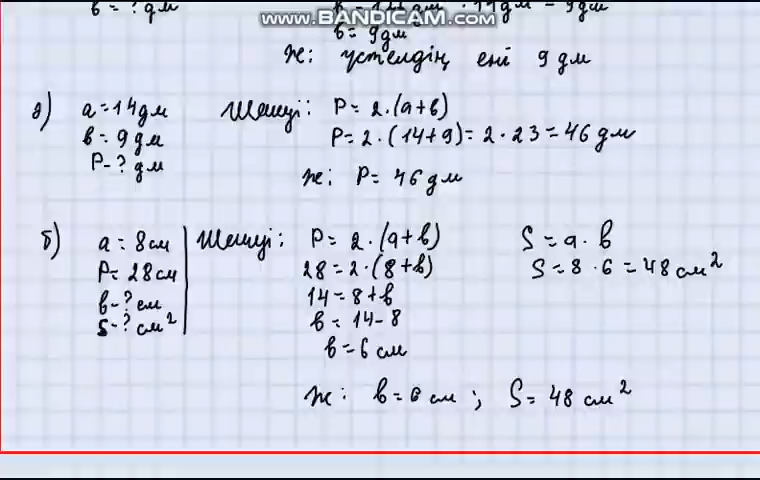 в = ? дм
WWW.BANDICAM.COM
в = 9 дм
Ж: үстелдің ені 9 дм
ə) a = 14 дм Шешуі: P = 2·(a+в)
в = 9 дм P = 2·(14+9) = 2·23 = 46 дм
P - ? дм
Ж: P = 46 дм
б) a = 8 см Шешуі: P = 2·(a+в) S = a·в
P = 28 см 28 = 2·(8+в) S = 8·6 = 48 см²
в - ? см 14 = 8+в
S - ? см² в = 14-8
в = 6 см
Ж: в = 6 см ; S = 48 см²